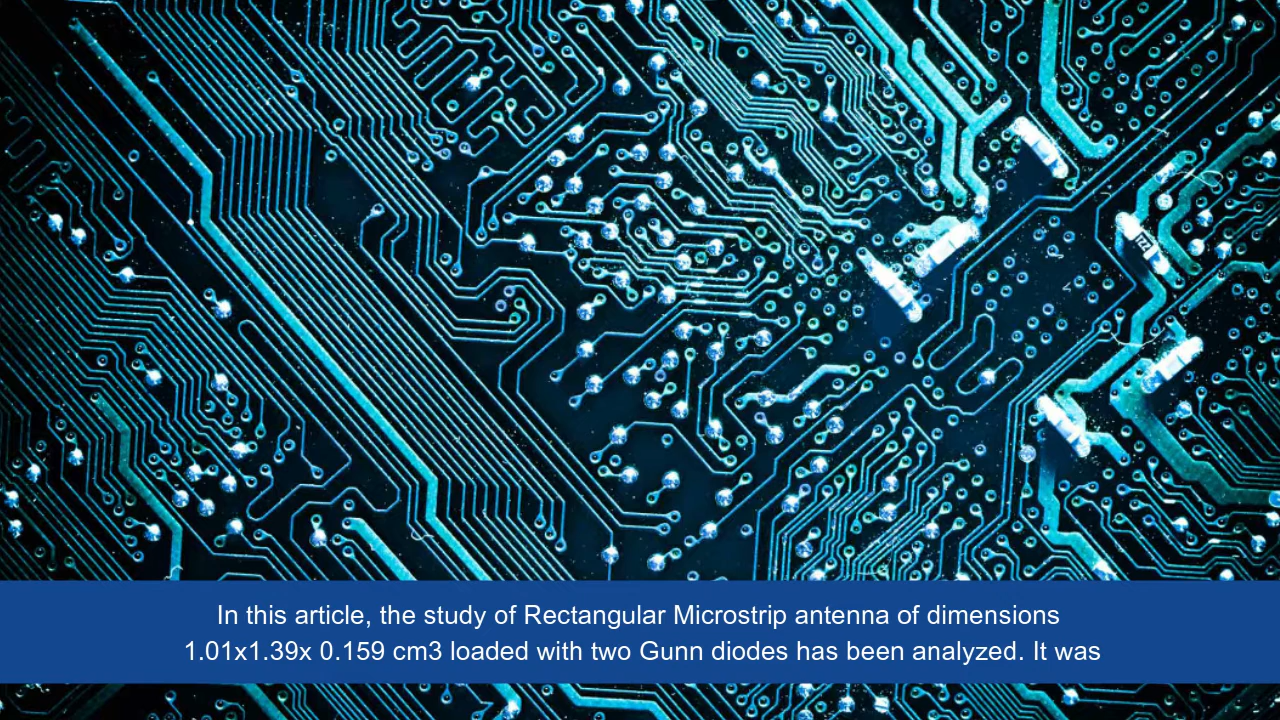 In this article, the study of Rectangular Microstrip antenna of dimensions
1.01x1.39x 0.159 cm3 loaded with two Gunn diodes has been analyzed. It was